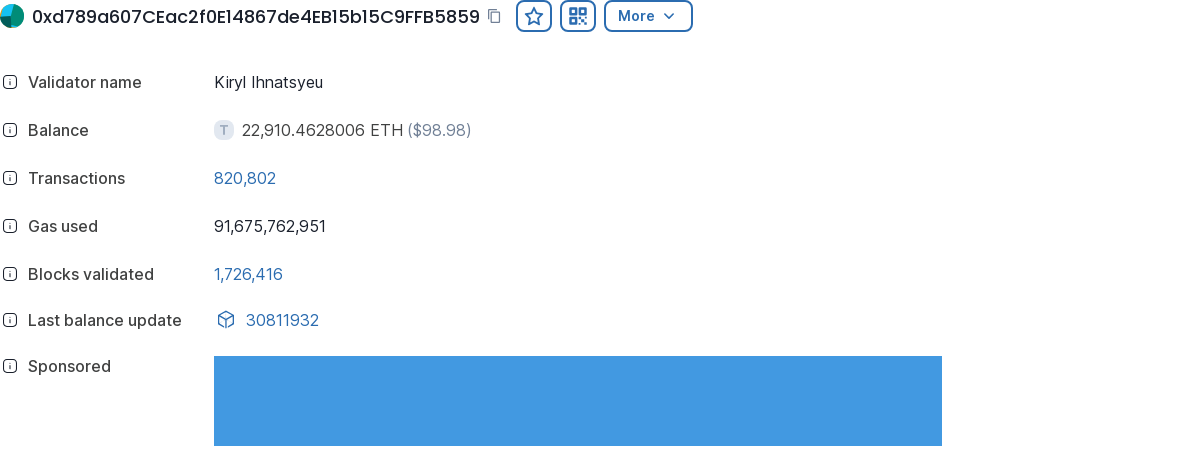 0xd789a607CEac2f0E14867de4EB15b15C9FFB5859 More
Validator name Kiryl Ihnatsyeu
Balance T 22,910.4628006 ETH ($98.98)
Transactions 820,802
Gas used 91,675,762,951
Blocks validated 1,726,416
Last balance update 30811932
Sponsored